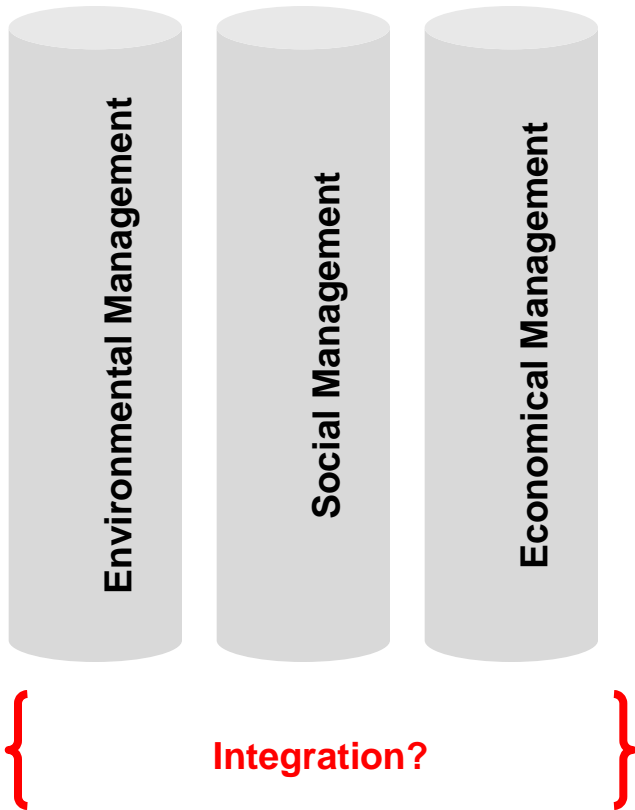 Environmental Management
Social Management
Economical Management
Integration?